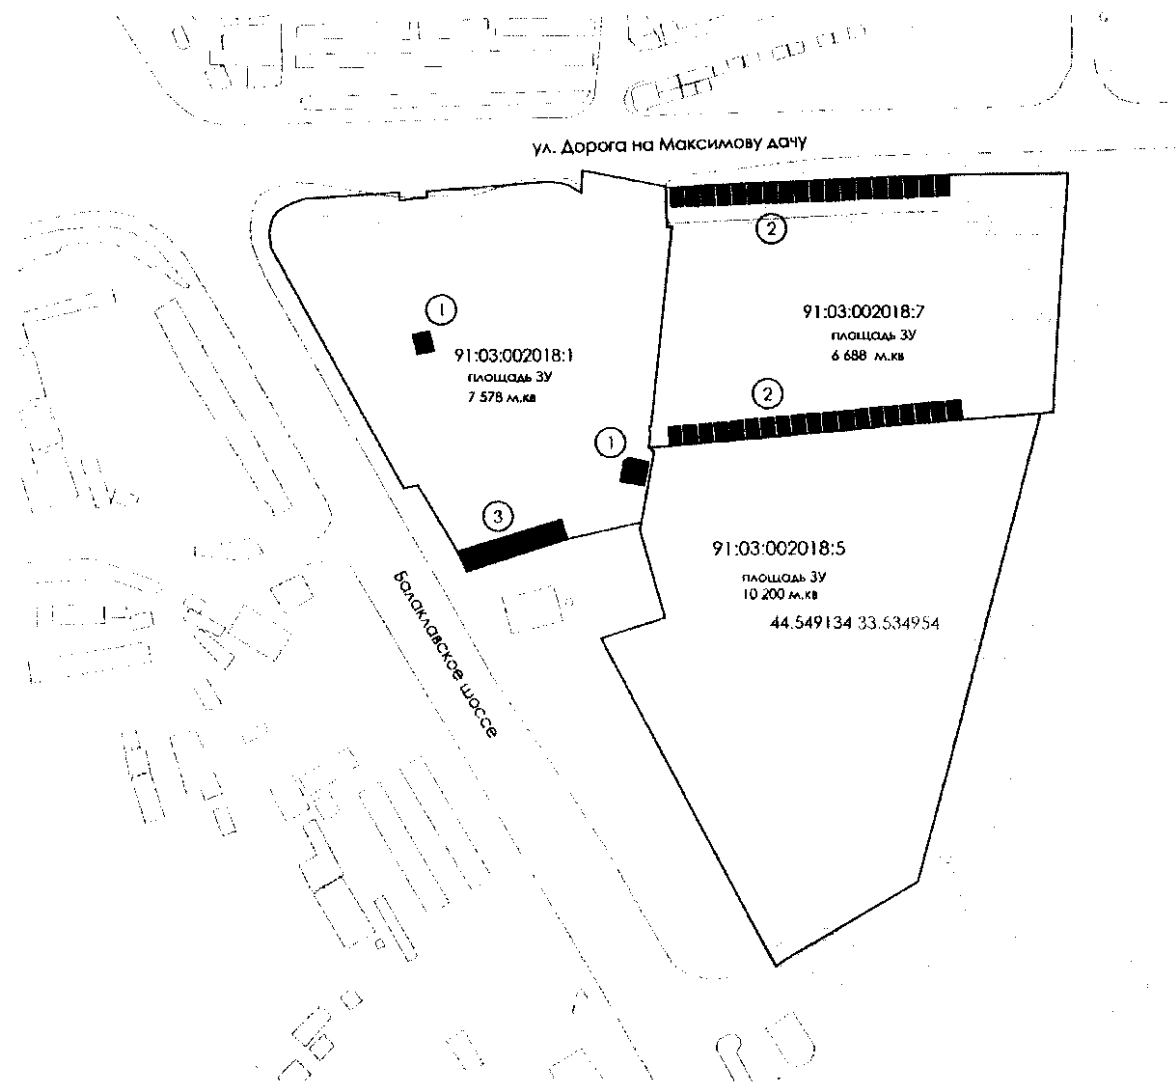 ул. Дорога на Максимову дачу
2
91:03:002018:7
площадь ЗУ
6 688 м.кв
1
91:03:002018:1
площадь ЗУ
7 578 м.кв
2
1
3
91:03:002018:5
площадь ЗУ
10 200 м.кв
44.549134 33.534954
Балаклавское шоссе